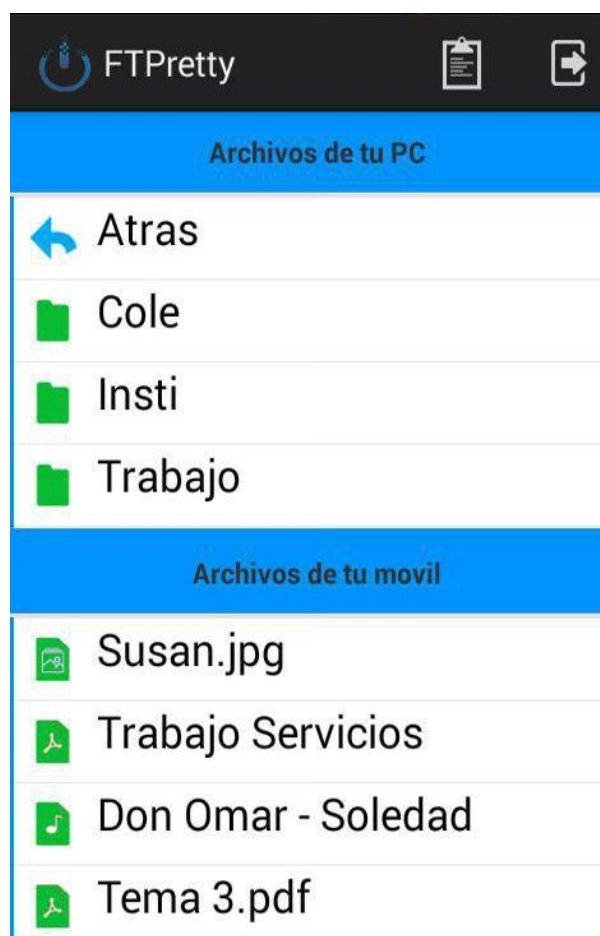 FTPretty
Archivos de tu PC
Atras
Cole
Insti
Trabajo
Archivos de tu movil
Susan.jpg
Trabajo Servicios
Don Omar - Soledad
Tema 3.pdf